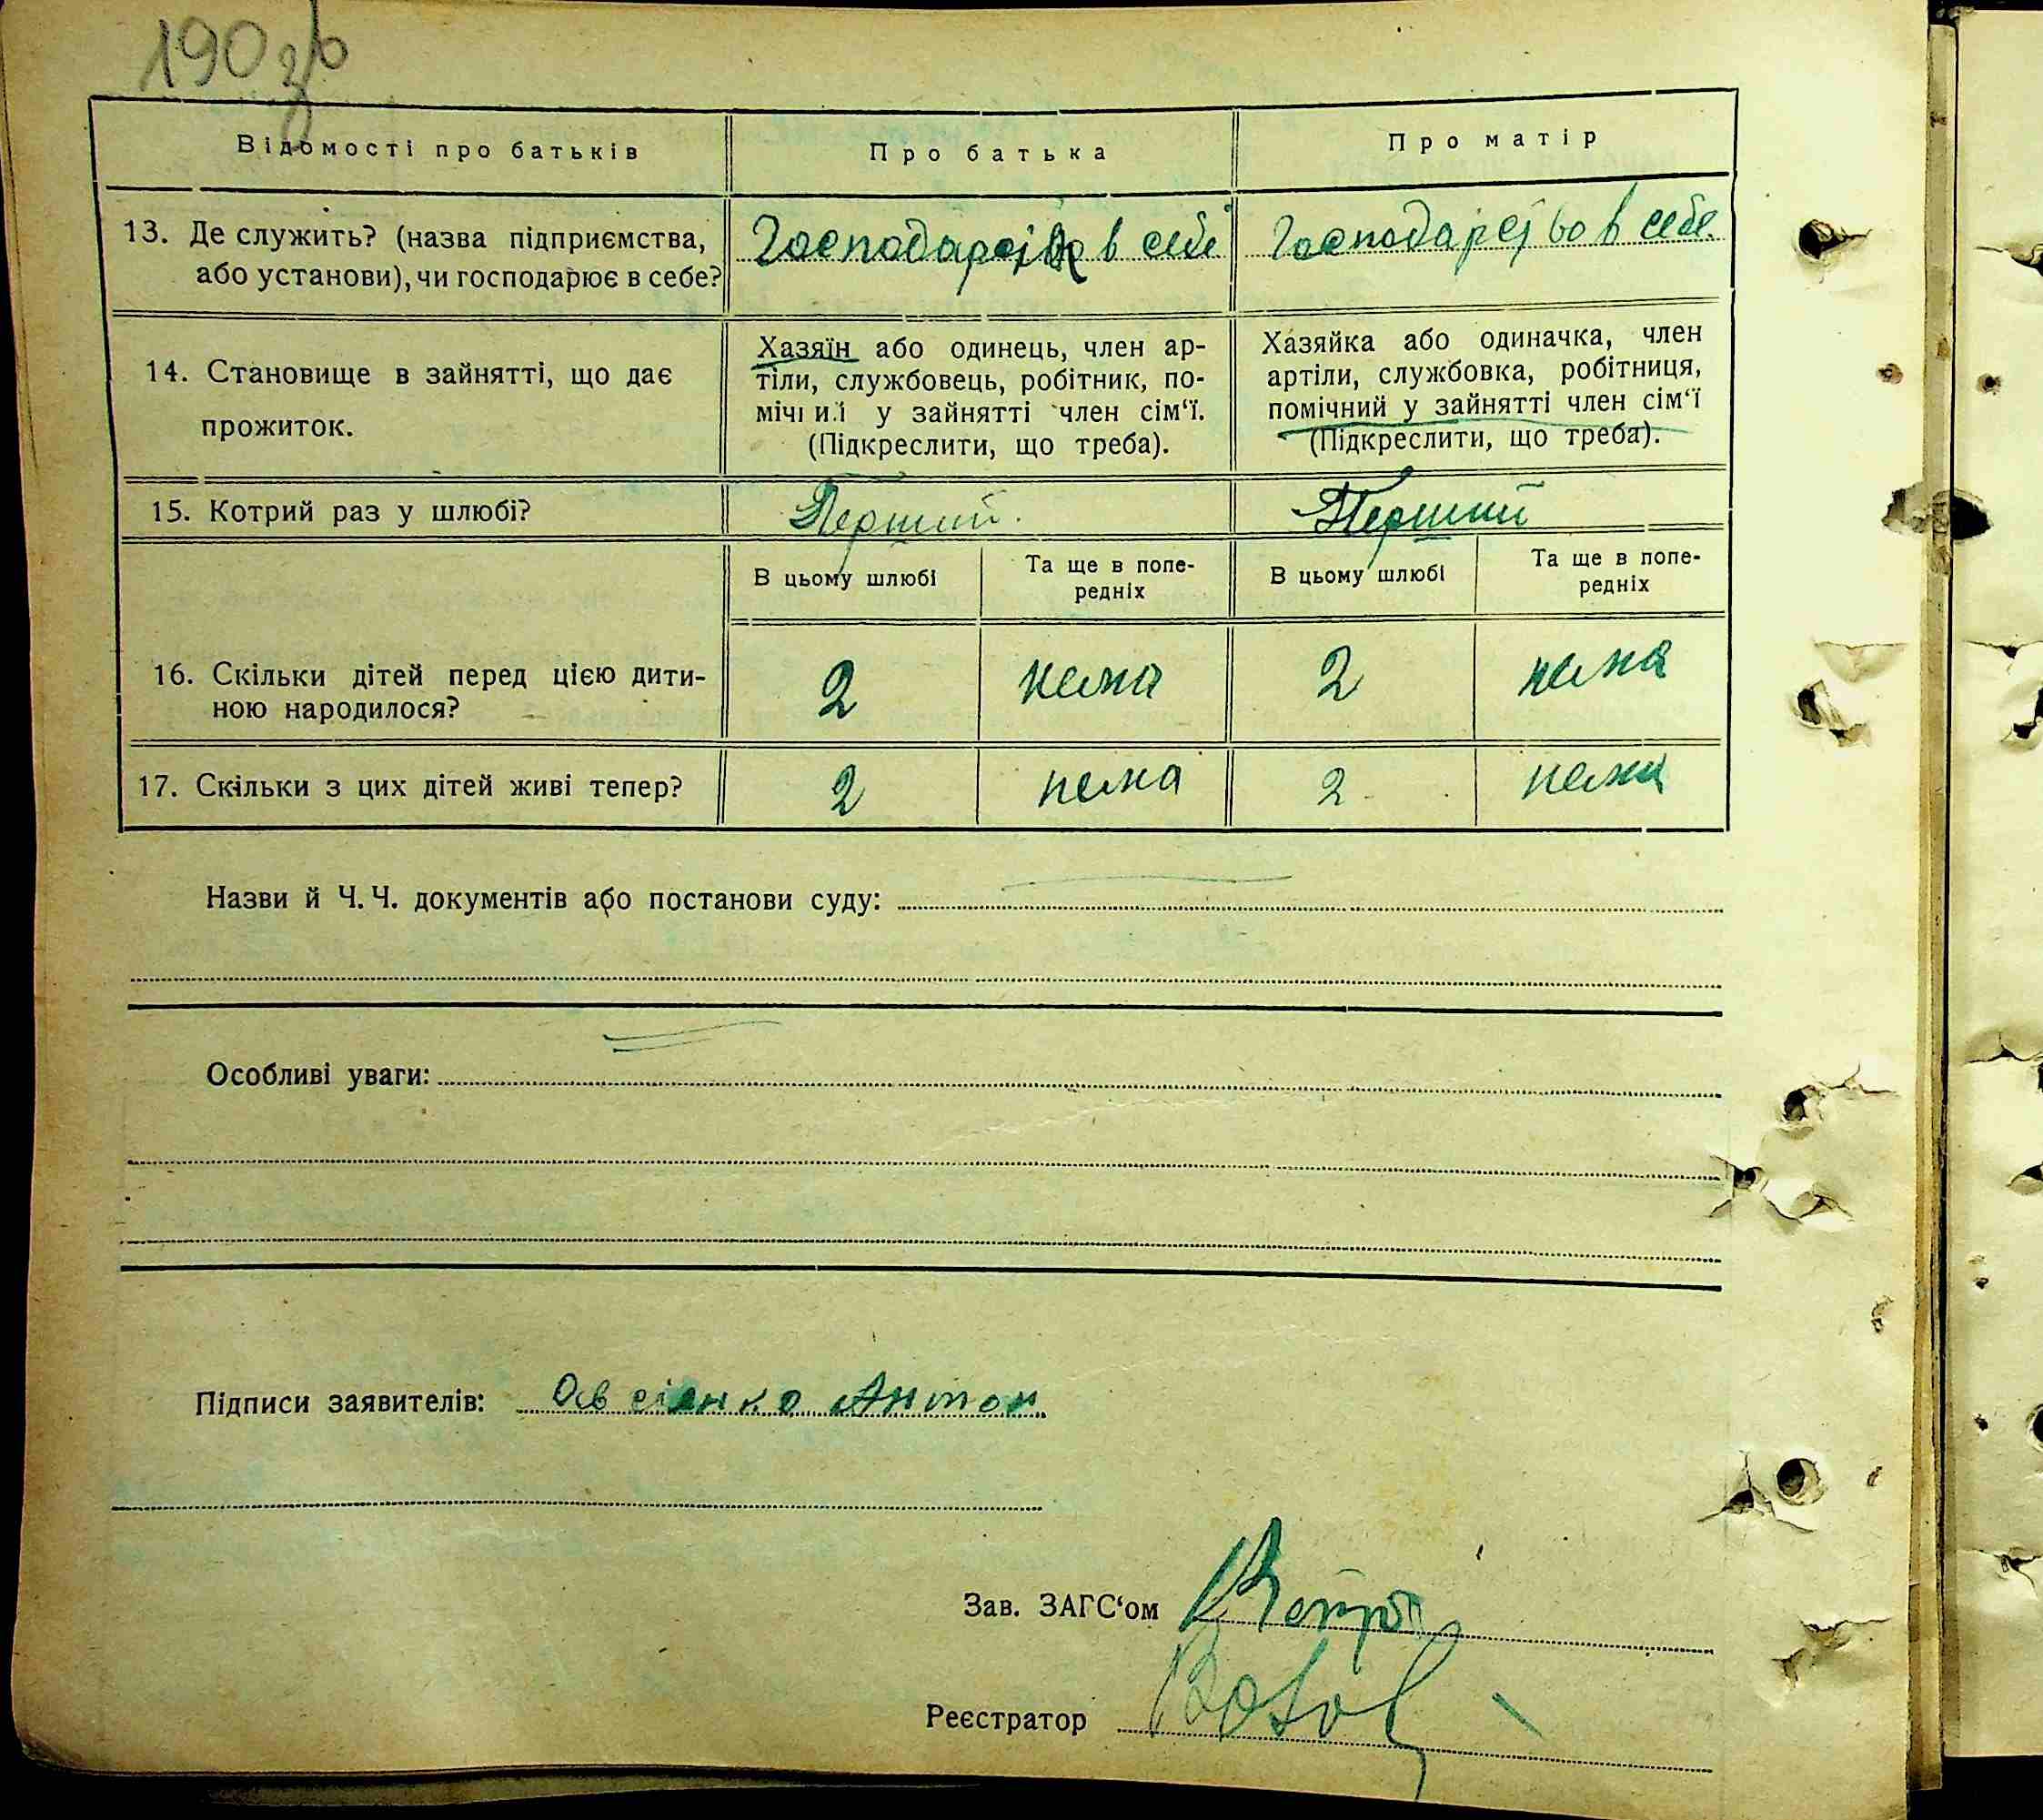 190 зв
Відомості про батьків
Про батька
Про матір
13. Де служить? (назва підприємства,
або установи), чи господарює в себе?
Господарство в себе
Господарство в себе
14. Становище в зайнятті, що дає
прожиток.
Хазяїн або одинець, член ар-
тіли, службовець, робітник, по-
мічний у зайнятті член сім‘ї.
(Підкреслити, що треба).
Хазяйка або одиначка, член
артіли, службовка, робітниця,
помічний у зайнятті член сім‘ї
(Підкреслити, що треба).
15. Котрий раз у шлюбі?
Перший
Перший
В цьому шлюбі
Та ще в попе-
редніх
В цьому шлюбі
Та ще в попе-
редніх
16. Скільки дітей перед цією дити-
ною народилося?
2
нема
2
нема
17. Скільки з цих дітей живі тепер?
2
нема
2
нема
Назви й Ч. Ч. документів або постанови суду:
Особливі уваги:
Підписи заявителів: Овсієнко Антон
Зав. ЗАГС‘ом
Реєстратор